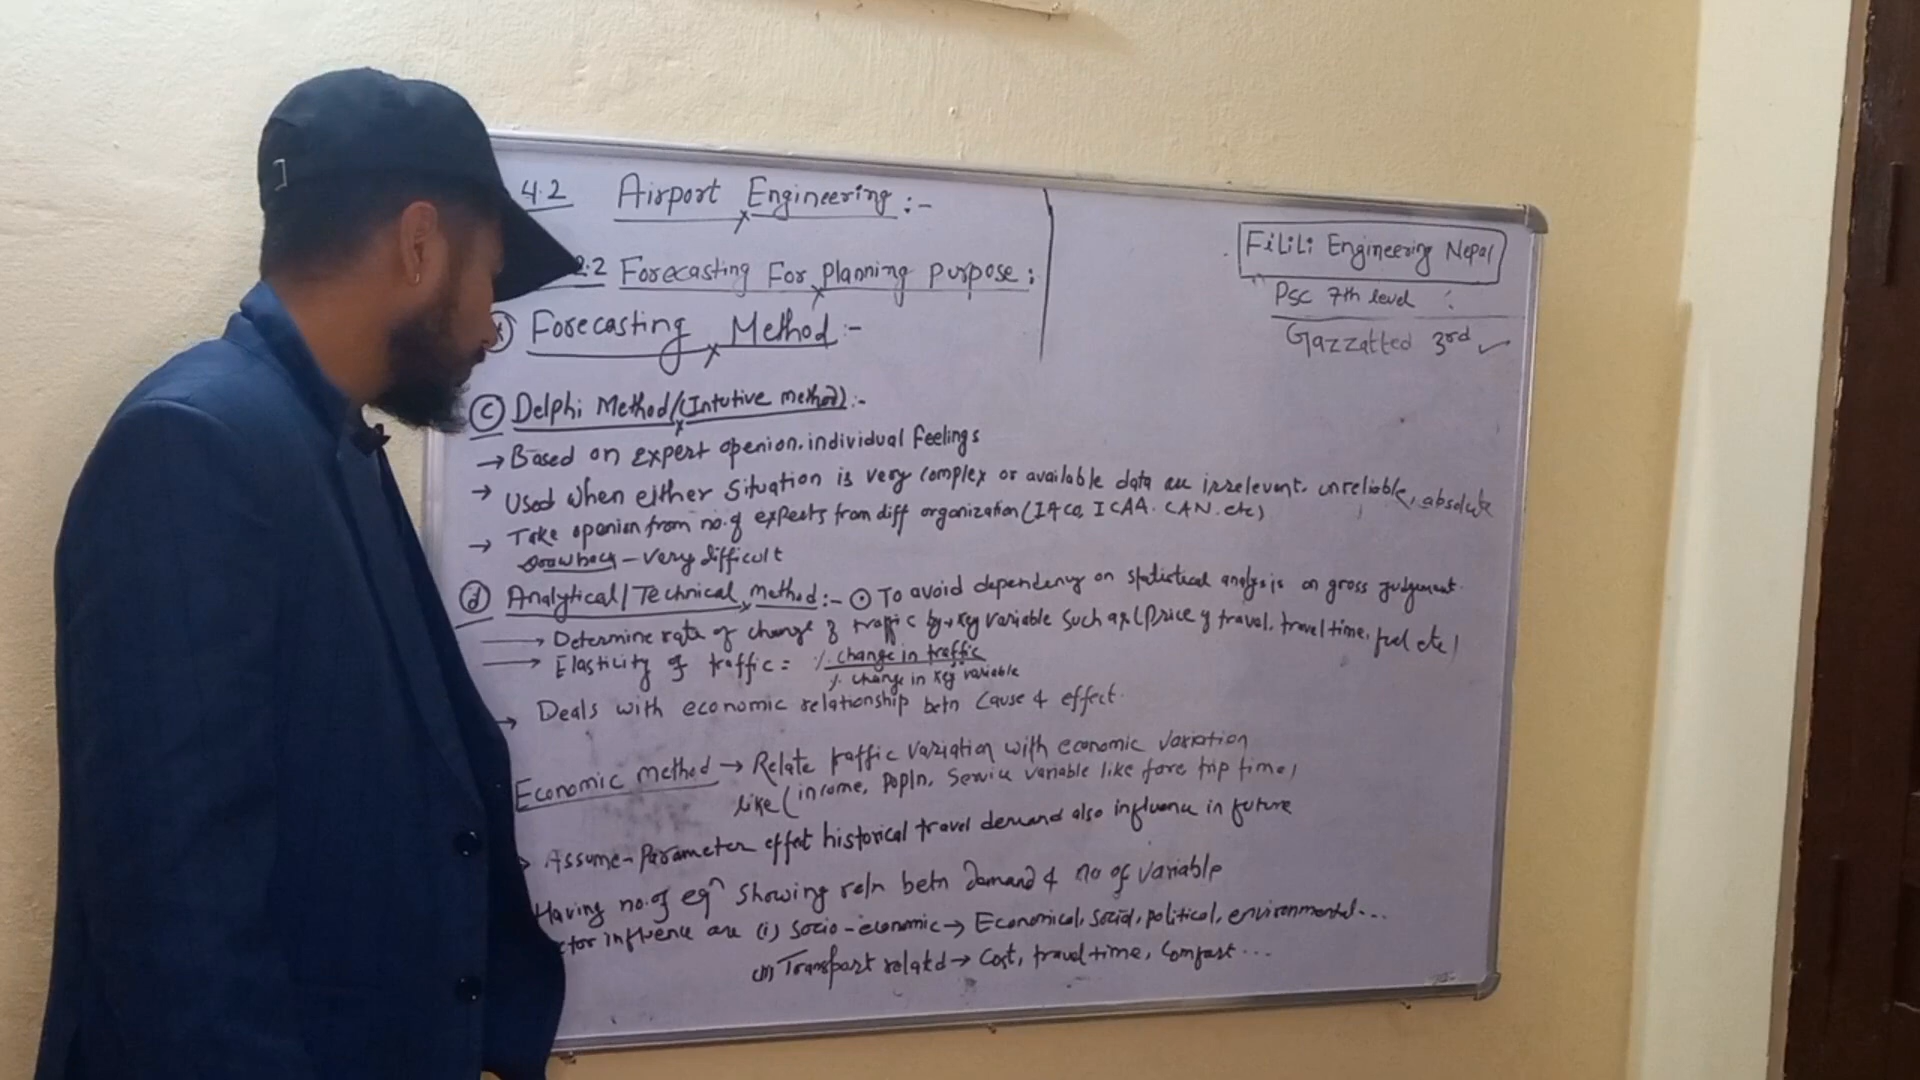 4.2 Airport Engineering :-
2.2 Forecasting For planning purpose :
Forecasting Method :-
FiLiLi Engineering Nepal
Psc 7th level :
Gazzatted 3rd ✓
(c) Delphi Method/(Intutive method) :-
→ Based on expert openion. individual feelings
→ Used when either situation is very complex or available data are irrelevent. unreliable, absolute
→ Take openion from no. of experts from diff organization (IACO, ICAA. CAN. etc)
Drawback - very difficult
(d) Analytical/Technical method :- ⊙ To avoid dependency on statistical analysis on gross judgement.
→ Determine rate of change of traffic by key variable such as (price of travel, travel time, fuel etc)
→ Elasticity of traffic = % change in traffic
% change in key variable
→ Deals with economic relationship betn cause & effect.
Economic method → Relate traffic variation with economic variation
like (income, popln, service variable like fare trip time)
Assume - Parameter effect historical travel demand also influence in future
Having no. of eqn showing reln betn demand & no of variable
ctor influence are (i) Socio-economic → Economical, social, political, environmental...
(ii) Transport related → cost, travel time, comfort...